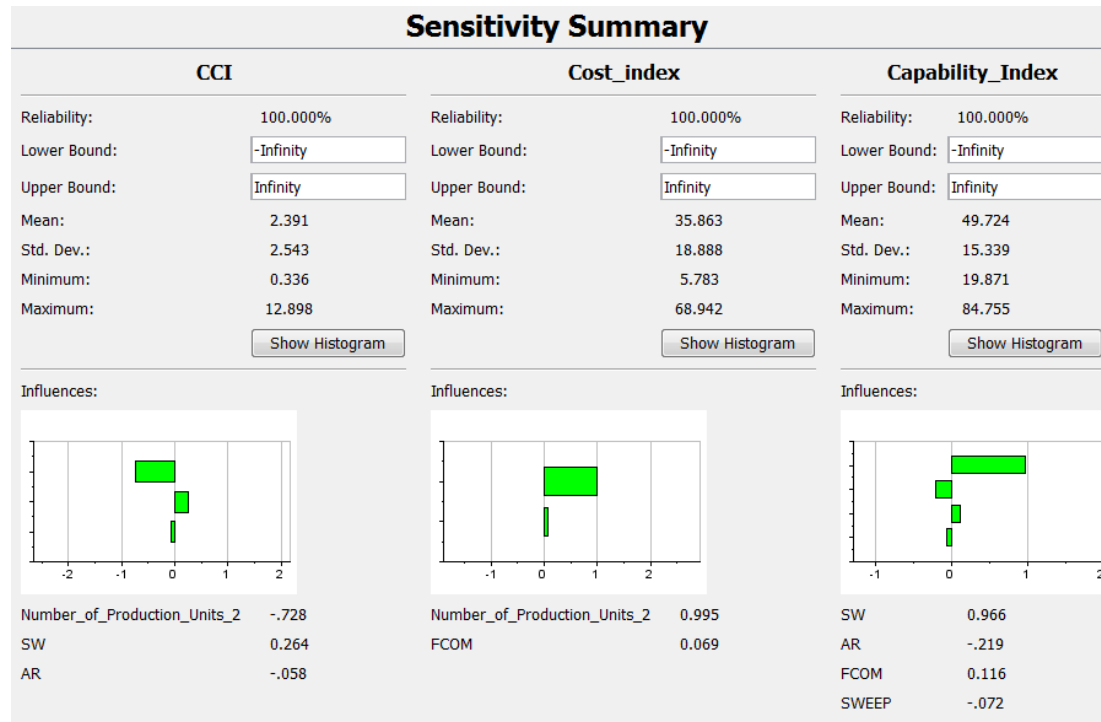 Sensitivity Summary
CCI
Reliability: 100.000%
Lower Bound: -Infinity
Upper Bound: Infinity
Mean: 2.391
Std. Dev.: 2.543
Minimum: 0.336
Maximum: 12.898
Show Histogram
Influences:
-2 -1 0 1 2
Number_of_Production_Units_2 -.728
SW 0.264
AR -.058
Cost_index
Reliability: 100.000%
Lower Bound: -Infinity
Upper Bound: Infinity
Mean: 35.863
Std. Dev.: 18.888
Minimum: 5.783
Maximum: 68.942
Show Histogram
Influences:
-1 0 1 2
Number_of_Production_Units_2 0.995
FCOM 0.069
Capability_Index
Reliability: 100.000%
Lower Bound: -Infinity
Upper Bound: Infinity
Mean: 49.724
Std. Dev.: 15.339
Minimum: 19.871
Maximum: 84.755
Show Histogram
Influences:
-1 0 1 2
SW 0.966
AR -.219
FCOM 0.116
SWEEP -.072